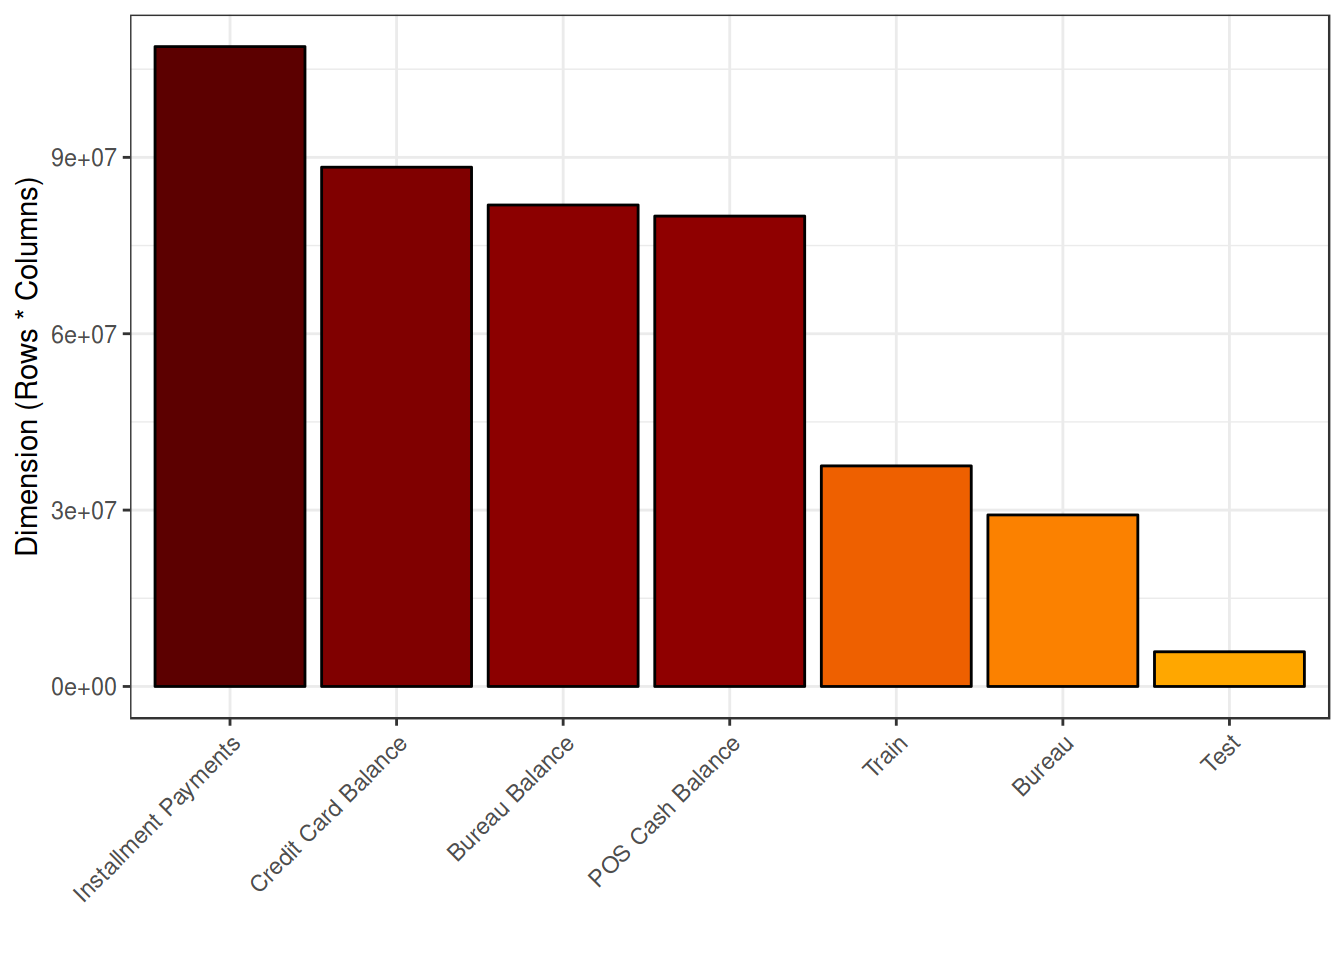 Dimension (Rows * Columns)
9e+07
6e+07
3e+07
0e+00
Installment Payments
Credit Card Balance
Bureau Balance
POS Cash Balance
Train
Bureau
Test